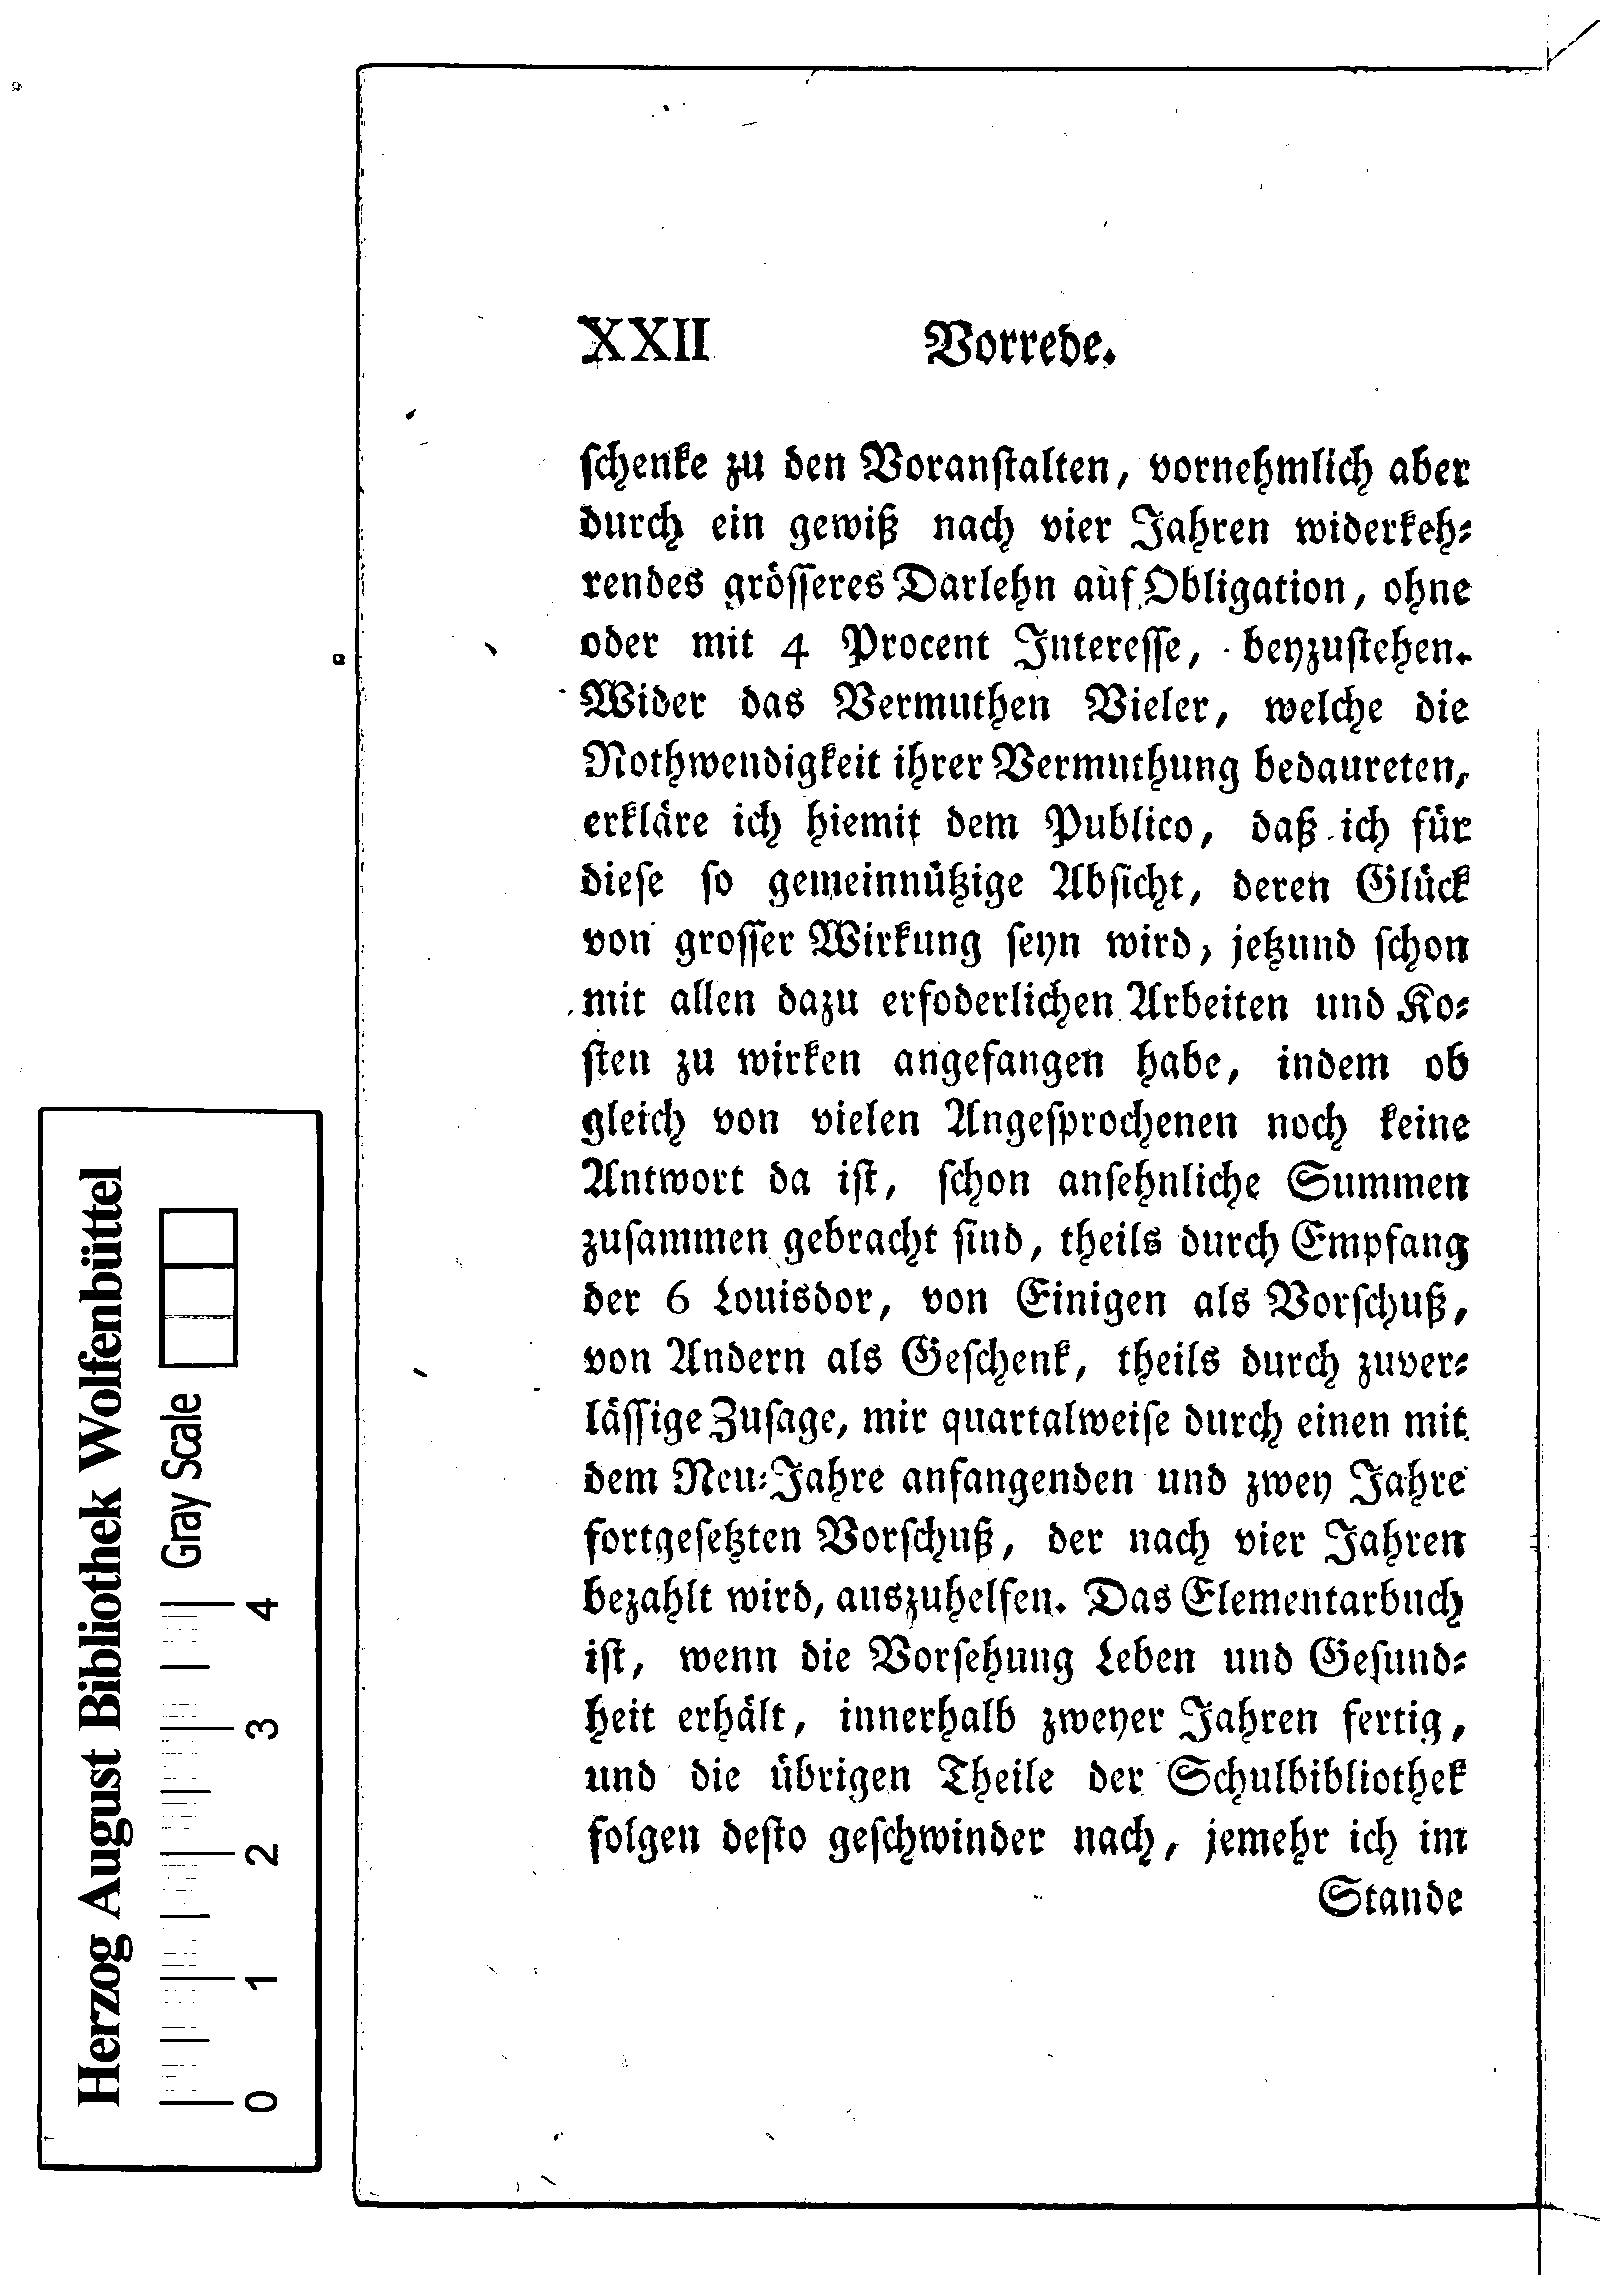 XXII Vorrede.
schenke zu den Voranstalten, vornehmlich aber
durch ein gewiß nach vier Jahren widerkeh-
rendes grösseres Darlehn auf Obligation, ohne
oder mit 4 Procent Interesse, beyzustehen.
Wider das Vermuthen Vieler, welche die
Nothwendigkeit ihrer Vermuthung bedaureten,
erkläre ich hiemit dem Publico, daß ich für
diese so gemeinnützige Absicht, deren Glück
von grosser Wirkung seyn wird, jetzund schon
mit allen dazu erfoderlichen Arbeiten und Ko-
sten zu wirken angefangen habe, indem ob
gleich von vielen Angesprochenen noch keine
Antwort da ist, schon ansehnliche Summen
zusammen gebracht sind, theils durch Empfang
der 6 Louisdor, von Einigen als Vorschuß,
von Andern als Geschenk, theils durch zuver-
lässige Zusage, mir quartalweise durch einen mit
dem Neu-Jahre anfangenden und zwey Jahre
fortgesetzten Vorschuß, der nach vier Jahren
bezahlt wird, auszuhelfen. Das Elementarbuch
ist, wenn die Vorsehung Leben und Gesund-
heit erhält, innerhalb zweyer Jahren fertig,
und die übrigen Theile der Schulbibliothek
folgen desto geschwinder nach, jemehr ich im
Stande
Herzog August Bibliothek Wolfenbüttel
Gray Scale
0 1 2 3 4